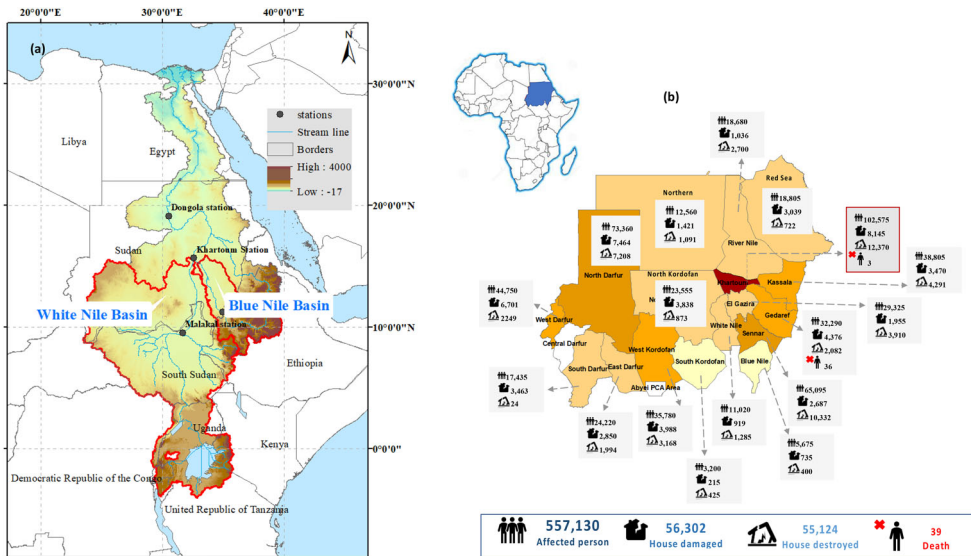 20°0'0"E 30°0'0"E 40°0'0"E
(a)
N
30°0'0"N
Libya
Egypt
stations
Stream line
Borders
High : 4000
Low : -17
20°0'0"N
Dongola station
Sudan
Khartoum Station
White Nile Basin
Blue Nile Basin
Malakal station
10°0'0"N
Ethiopia
South Sudan
Uganda
Kenya
0°0'0"N
Democratic Republic of the Congo
United Republic of Tanzania
(b)
18,680
1,036
2,700
Red Sea
18,805
3,039
722
Northern
12,560
1,421
1,091
73,360
7,464
7,208
River Nile
102,575
8,145
12,370
3
North Darfur
North Kordofan
23,555
3,838
873
Khartoum
Kassala
38,805
3,470
4,291
44,750
6,701
2249
El Gazira
Gedaref
29,325
1,955
3,910
West Darfur
White Nile
Sennar
32,290
4,376
2,082
36
Central Darfur
West Kordofan
South Kordofan
Blue Nile
South Darfur
East Darfur
Abyei PCA Area
17,435
3,463
24
65,095
2,687
10,332
24,220
2,850
1,994
35,780
3,988
3,168
11,020
919
1,285
5,675
735
400
3,200
215
425
557,130
Affected person
56,302
House damaged
55,124
House destroyed
39
Death